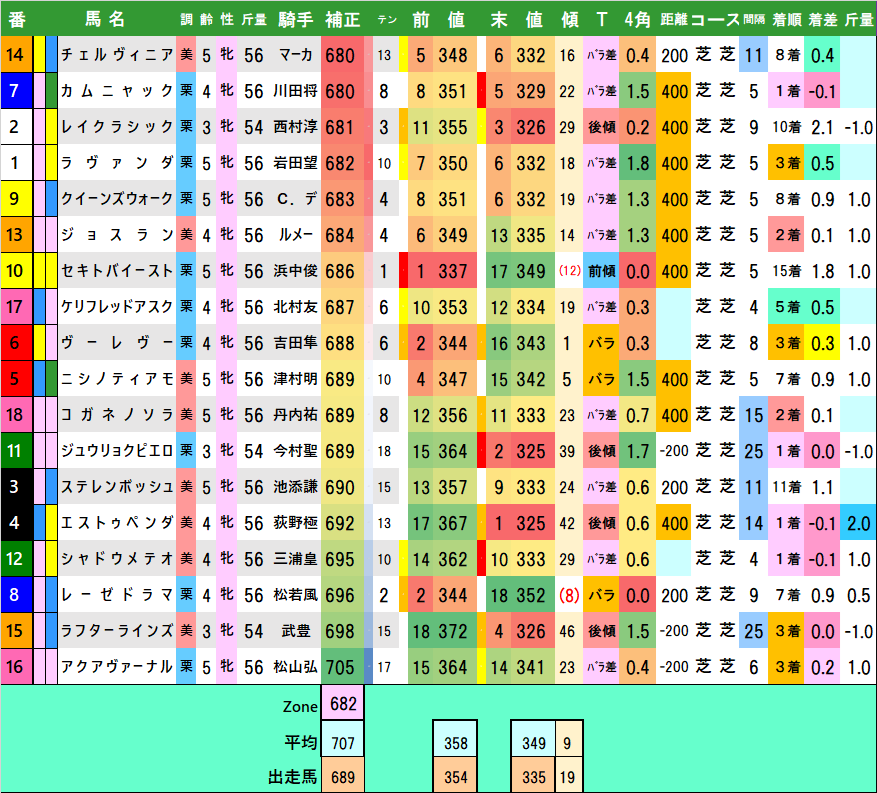 番 馬名 調 齢 性 斤量 騎手 補正 テン 前 値 末 値 傾 T 4角 距離 コース 間隔 着順 着差 斤量
14 チェルヴィニア 美 5 牝 56 マーカ 680 13 5 348 6 332 16 バラ差 0.4 200 芝 芝 11 8着 0.4
7 カムニャック 栗 4 牝 56 川田将 680 8 8 351 5 329 22 バラ差 1.5 400 芝 芝 5 1着 -0.1
2 レイクラシック 栗 3 牝 54 西村淳 681 3 11 355 3 326 29 後傾 0.2 400 芝 芝 9 10着 2.1 -1.0
1 ラヴァンダ 栗 5 牝 56 岩田望 682 10 7 350 6 332 18 バラ差 1.8 400 芝 芝 5 3着 0.5
9 クイーンズウォーク 栗 5 牝 56 C．デ 683 4 8 351 6 332 19 バラ差 1.3 400 芝 芝 5 8着 0.9 1.0
13 ジョスラン 美 4 牝 56 ルメー 684 4 6 349 13 335 14 バラ差 1.3 400 芝 芝 5 2着 0.1 1.0
10 セキトバイースト 栗 5 牝 56 浜中俊 686 1 1 337 17 349 (12) 前傾 0.0 400 芝 芝 5 15着 1.8 1.0
17 ケリフレッドアスク 栗 4 牝 56 北村友 687 6 10 353 12 334 19 バラ差 0.3 芝 芝 4 5着 0.5
6 ヴーレヴー 栗 4 牝 56 吉田隼 688 6 2 344 16 343 1 バラ 0.3 芝 芝 8 3着 0.3 1.0
5 ニシノティアモ 美 5 牝 56 津村明 689 10 4 347 15 342 5 バラ 1.5 400 芝 芝 5 7着 0.9 1.0
18 コガネノソラ 美 5 牝 56 丹内祐 689 8 12 356 11 333 23 バラ差 0.7 400 芝 芝 15 2着 0.1
11 ジュウリョクピエロ 栗 3 牝 54 今村聖 689 18 15 364 2 325 39 後傾 1.7 -200 芝 芝 25 1着 0.0 -1.0
3 ステレンボッシュ 美 5 牝 56 池添謙 690 15 13 357 9 333 24 バラ差 0.6 200 芝 芝 11 11着 1.1
4 エストゥペンダ 美 4 牝 56 荻野極 692 13 17 367 1 325 42 後傾 0.6 400 芝 芝 14 1着 -0.1 2.0
12 シャドウメテオ 美 4 牝 56 三浦皇 695 10 14 362 10 333 29 バラ差 0.6 芝 芝 4 1着 -0.1 1.0
8 レーゼドラマ 栗 4 牝 56 松若風 696 2 2 344 18 352 (8) バラ 0.0 200 芝 芝 9 7着 0.9 0.5
15 ラフターラインズ 美 3 牝 54 武豊 698 15 18 372 4 326 46 後傾 1.5 -200 芝 芝 25 3着 0.0 -1.0
16 アクアヴァーナル 栗 5 牝 56 松山弘 705 17 15 364 14 341 23 バラ差 0.4 -200 芝 芝 6 3着 0.2 1.0
Zone 682
平均 707 358 349 9
出走馬 689 354 335 19